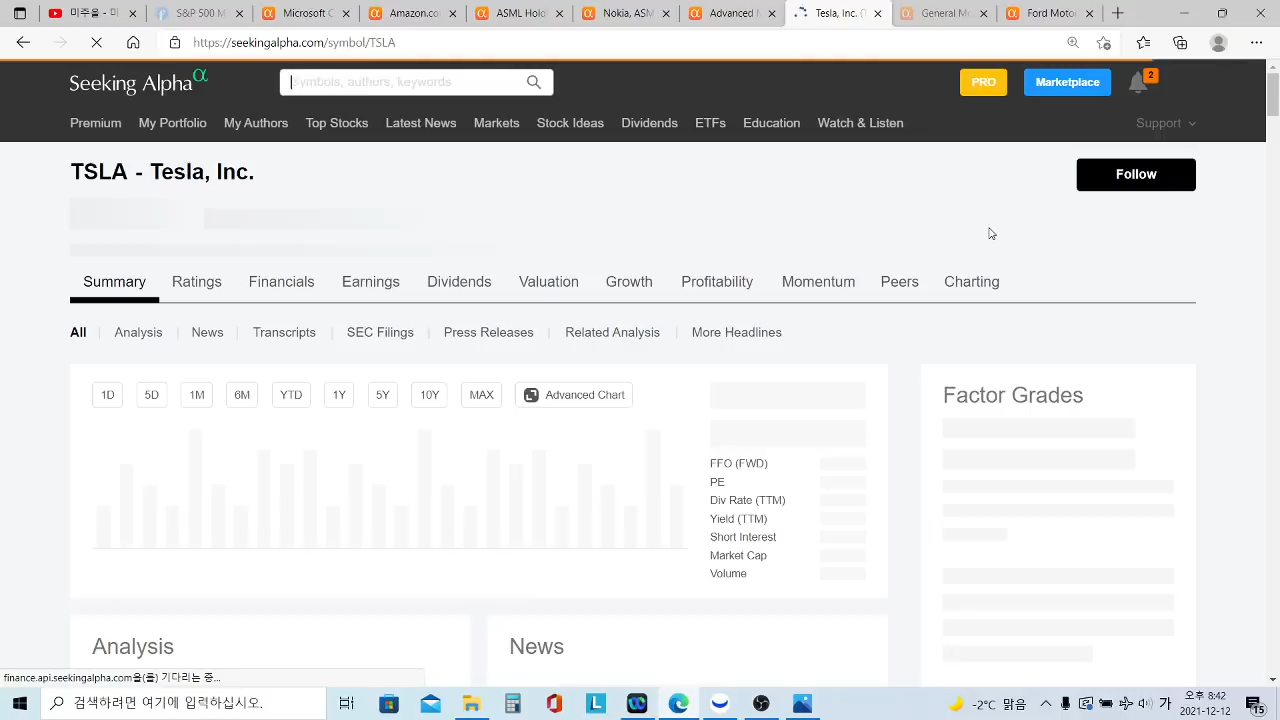 미주은 - 미
S&P 500 M
Microsoft C
Amazon.co
ASML Hold
Nokia, ASM
Advanced
Tesla, Inc. (
General Mo
Ford Motor
https://seekingalpha.com/symbol/TSLA
Seeking Alpha α
Symbols, authors, keywords
PRO
Marketplace
2
Premium
My Portfolio
My Authors
Top Stocks
Latest News
Markets
Stock Ideas
Dividends
ETFs
Education
Watch & Listen
Support
TSLA - Tesla, Inc.
Follow
Summary
Ratings
Financials
Earnings
Dividends
Valuation
Growth
Profitability
Momentum
Peers
Charting
All
Analysis
News
Transcripts
SEC Filings
Press Releases
Related Analysis
More Headlines
1D
5D
1M
6M
YTD
1Y
5Y
10Y
MAX
Advanced Chart
FFO (FWD)
PE
Div Rate (TTM)
Yield (TTM)
Short Interest
Market Cap
Volume
Factor Grades
Analysis
News
finance.api.seekingalpha.com을(를) 기다리는 중...
검색하려면 여기에 입력하십시오.
-2°C 맑음
가
오후 8:42
2021-12-12
15